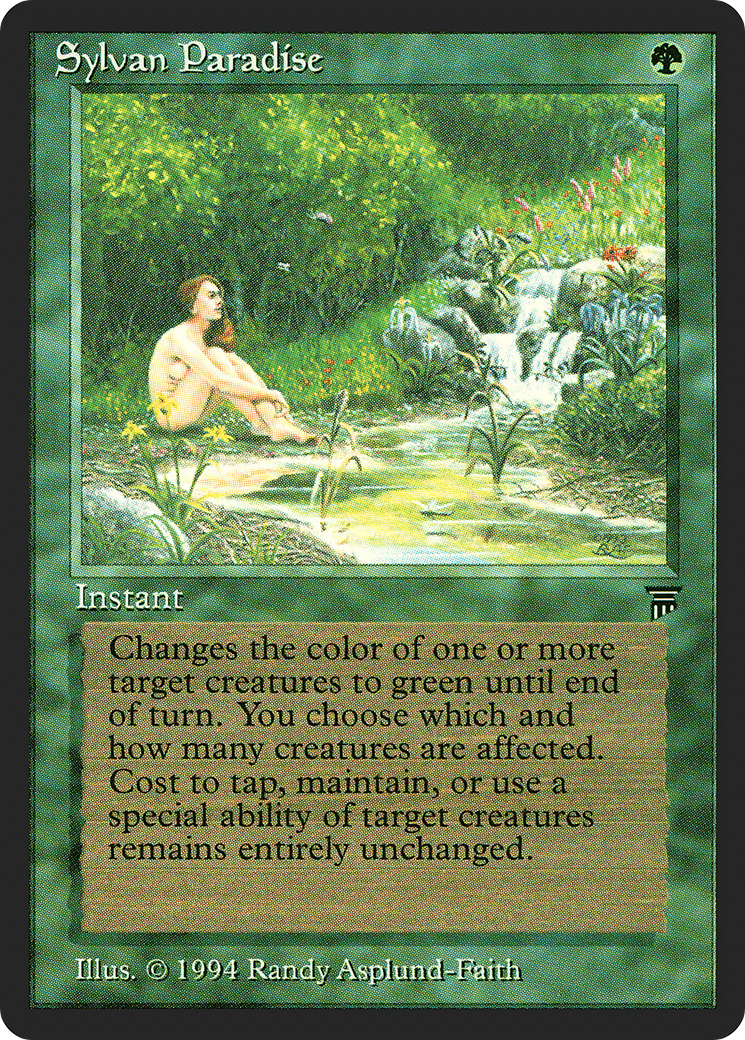 Sylvan Paradise
Instant
Changes the color of one or more
target creatures to green until end
of turn. You choose which and
how many creatures are affected.
Cost to tap, maintain, or use a
special ability of target creatures
remains entirely unchanged.
Illus. © 1994 Randy Asplund-Faith